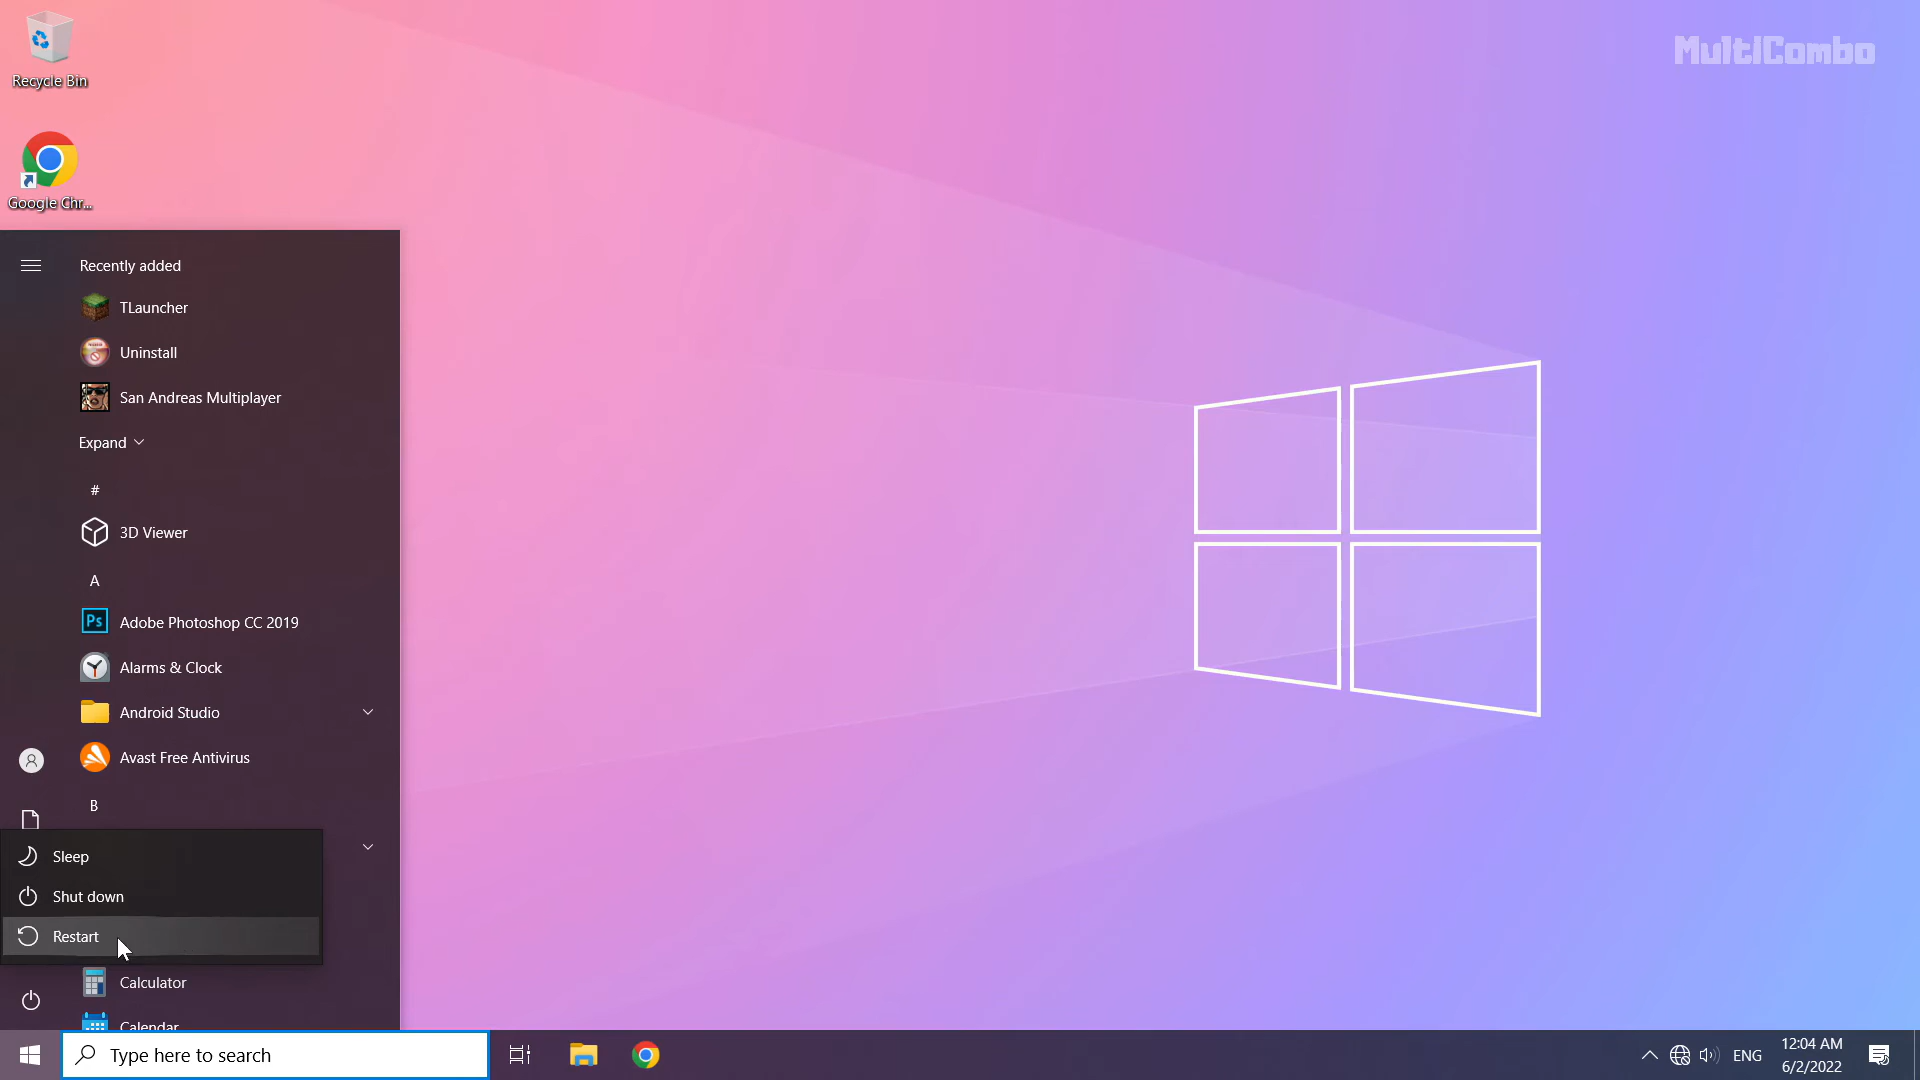 MultiCombo
Recycle Bin
Google Chr...
Recently added
TLauncher
Uninstall
San Andreas Multiplayer
Expand
#
3D Viewer
A
Ps
Adobe Photoshop CC 2019
Alarms & Clock
Android Studio
Avast Free Antivirus
B
Sleep
Shut down
Restart
Calculator
Calendar
Type here to search
ENG
12:04 AM
6/2/2022